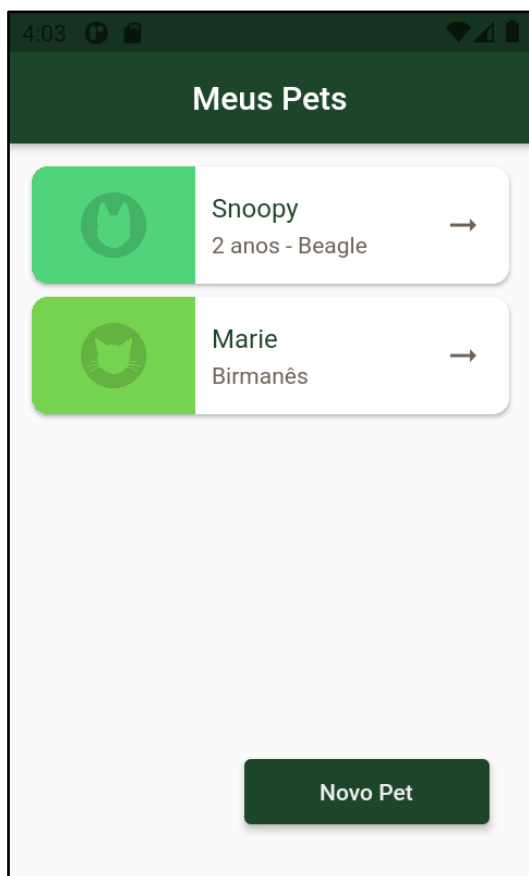 4:03
Meus Pets
Snoopy
2 anos - Beagle
Marie
Birmanês
Novo Pet